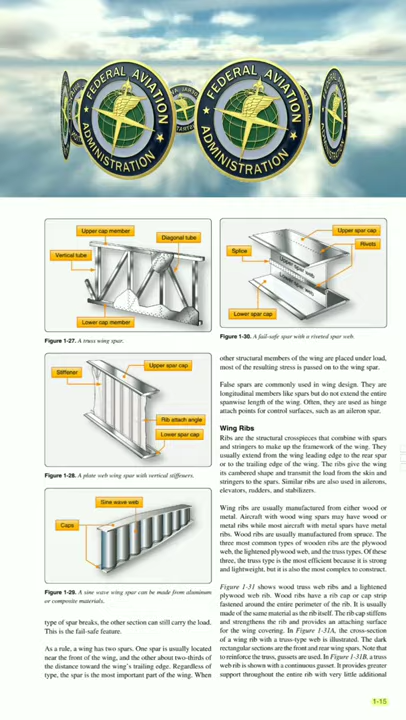 FEDERAL AVIATION
ADMINISTRATION
FEDERAL AVIATION
ADMINISTRATION
Upper cap member
Diagonal tube
Vertical tube
Lower cap member
Figure 1-27. A truss wing spar.
Upper spar cap
Stiffener
Rib attach angle
Lower spar cap
Figure 1-28. A plate web wing spar with vertical stiffeners.
Sine wave web
Caps
Figure 1-29. A sine wave wing spar can be made from aluminum
or composite materials.
type of spar breaks, the other section can still carry the load.
This is the fail-safe feature.
As a rule, a wing has two spars. One spar is usually located
near the front of the wing, and the other about two-thirds of
the distance toward the wing's trailing edge. Regardless of
type, the spar is the most important part of the wing. When
Upper spar cap
Rivets
Splice
Upper spar web
Lower spar web
Lower spar cap
Figure 1-30. A fail-safe spar with a riveted spar web.
other structural members of the wing are placed under load,
most of the resulting stress is passed on to the wing spar.
False spars are commonly used in wing design. They are
longitudinal members like spars but do not extend the entire
spanwise length of the wing. Often, they are used as hinge
attach points for control surfaces, such as an aileron spar.
Wing Ribs
Ribs are the structural crosspieces that combine with spars
and stringers to make up the framework of the wing. They
usually extend from the wing leading edge to the rear spar
or to the trailing edge of the wing. The ribs give the wing
its cambered shape and transmit the load from the skin and
stringers to the spars. Similar ribs are also used in ailerons,
elevators, rudders, and stabilizers.
Wing ribs are usually manufactured from either wood or
metal. Aircraft with wood wing spars may have wood or
metal ribs while most aircraft with metal spars have metal
ribs. Wood ribs are usually manufactured from spruce. The
three most common types of wooden ribs are the plywood
web, the lightened plywood web, and the truss types. Of these
three, the truss type is the most efficient because it is strong
and lightweight, but it is also the most complex to construct.
Figure 1-31 shows wood truss web ribs and a lightened
plywood web rib. Wood ribs have a rib cap or cap strip
fastened around the entire perimeter of the rib. It is usually
made of the same material as the rib itself. The rib cap stiffens
and strengthens the rib and provides an attaching surface
for the wing covering. In Figure 1-31A, the cross-section
of a wing rib with a truss-type web is illustrated. The dark
rectangular sections are the front and rear wing spars. Note that
to reinforce the truss, gussets are used. In Figure 1-31B, a truss
web rib is shown with a continuous gusset. It provides greater
support throughout the entire rib with very little additional
1-15